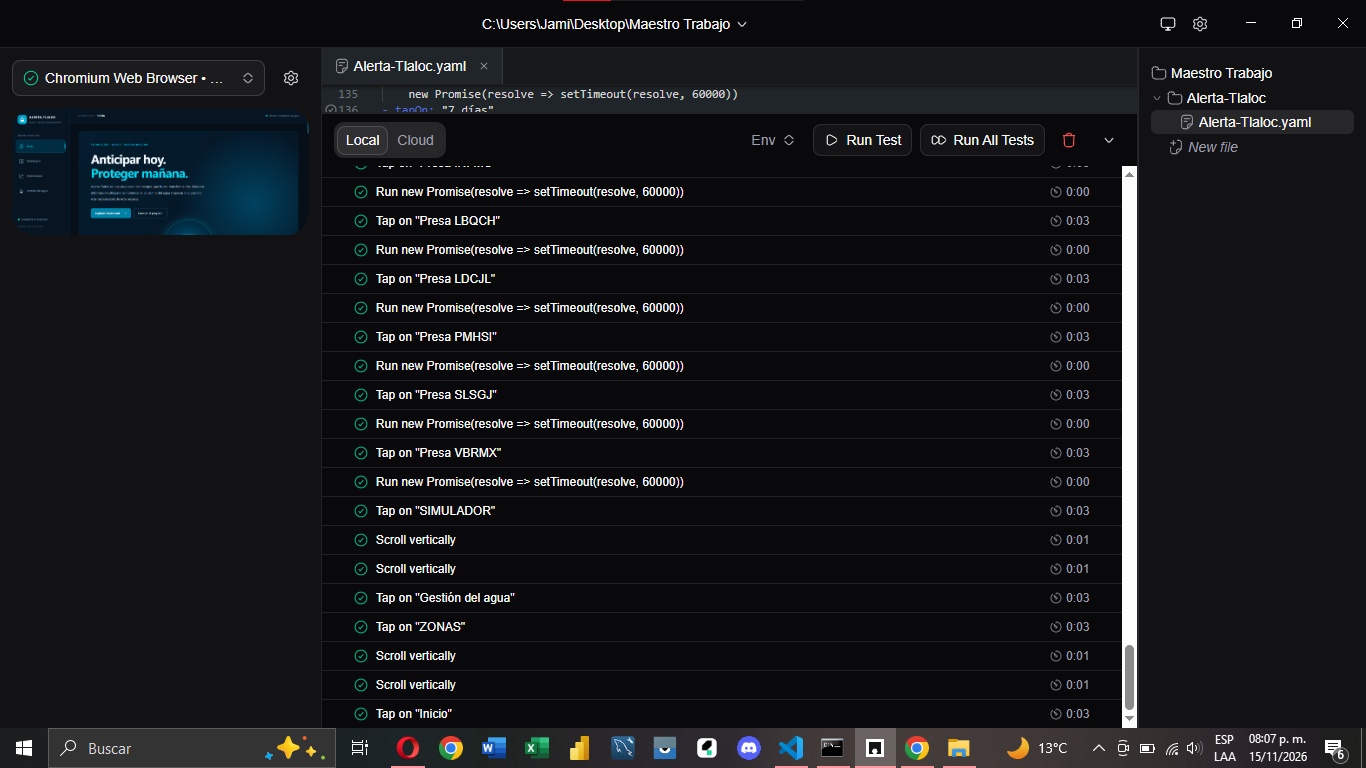 C:\Users\Jami\Desktop\Maestro Trabajo
Chromium Web Browser • ...
Anticipar hoy.
Proteger mañana.
Alerta-Tlaloc.yaml
135 new Promise(resolve => setTimeout(resolve, 60000))
136 - tapOn: "7 días"
Local Cloud Env Run Test Run All Tests
Run new Promise(resolve => setTimeout(resolve, 60000)) 0:00
Tap on "Presa LBQCH" 0:03
Run new Promise(resolve => setTimeout(resolve, 60000)) 0:00
Tap on "Presa LDCJL" 0:03
Run new Promise(resolve => setTimeout(resolve, 60000)) 0:00
Tap on "Presa PMHSI" 0:03
Run new Promise(resolve => setTimeout(resolve, 60000)) 0:00
Tap on "Presa SLSGJ" 0:03
Run new Promise(resolve => setTimeout(resolve, 60000)) 0:00
Tap on "Presa VBRMX" 0:03
Run new Promise(resolve => setTimeout(resolve, 60000)) 0:00
Tap on "SIMULADOR" 0:03
Scroll vertically 0:01
Scroll vertically 0:01
Tap on "Gestión del agua" 0:03
Tap on "ZONAS" 0:03
Scroll vertically 0:01
Scroll vertically 0:01
Tap on "Inicio" 0:03
Maestro Trabajo
Alerta-Tlaloc
Alerta-Tlaloc.yaml
New file
Buscar
13°C
ESP
LAA
08:07 p. m.
15/11/2026
6